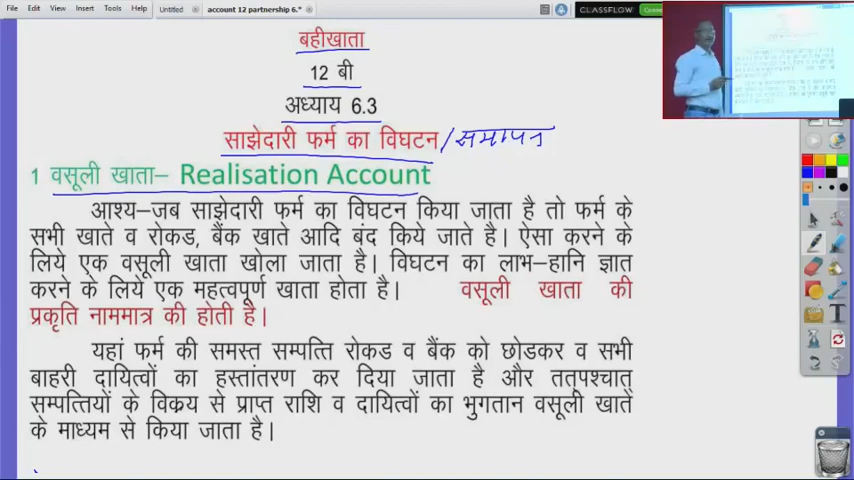 File Edit View Insert Tools Help Untitled account 12 partnership 6.* CLASSFLOW
बहीखाता
12 बी
अध्याय 6.3
साझेदारी फर्म का विघटन/समापन
1 वसूली खाता– Realisation Account
आश्य–जब साझेदारी फर्म का विघटन किया जाता है तो फर्म के
सभी खाते व रोकड, बैंक खाते आदि बंद किये जाते है। ऐसा करने के
लिये एक वसूली खाता खोला जाता है। विघटन का लाभ–हानि ज्ञात
करने के लिये एक महत्वपूर्ण खाता होता है। वसूली खाता की
प्रकृति नाममात्र की होती है।
यहां फर्म की समस्त सम्पत्ति रोकड व बैंक को छोडकर व सभी
बाहरी दायित्वों का हस्तांतरण कर दिया जाता है और तत्पश्चात्
सम्पत्तियों के विक्रय से प्राप्त राशि व दायित्वों का भुगतान वसूली खाते
के माध्यम से किया जाता है।